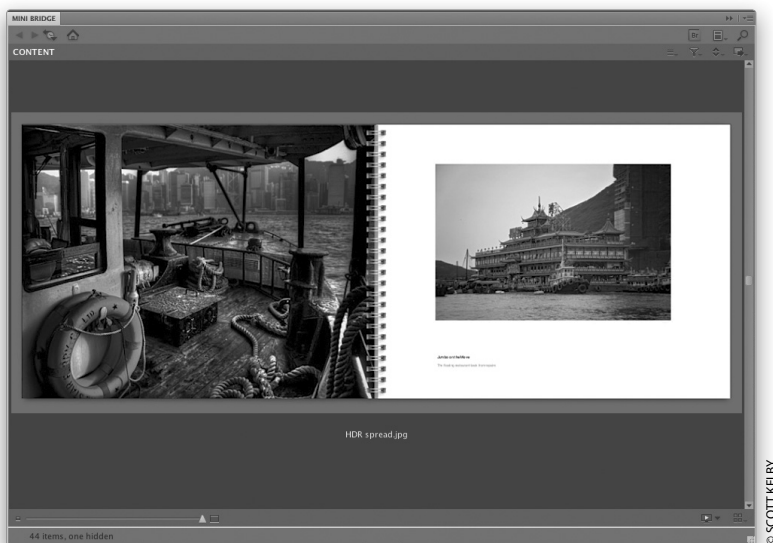 MINI BRIDGE
Br
CONTENT
HDR spread.jpg
44 items, one hidden
© SCOTT KELBY